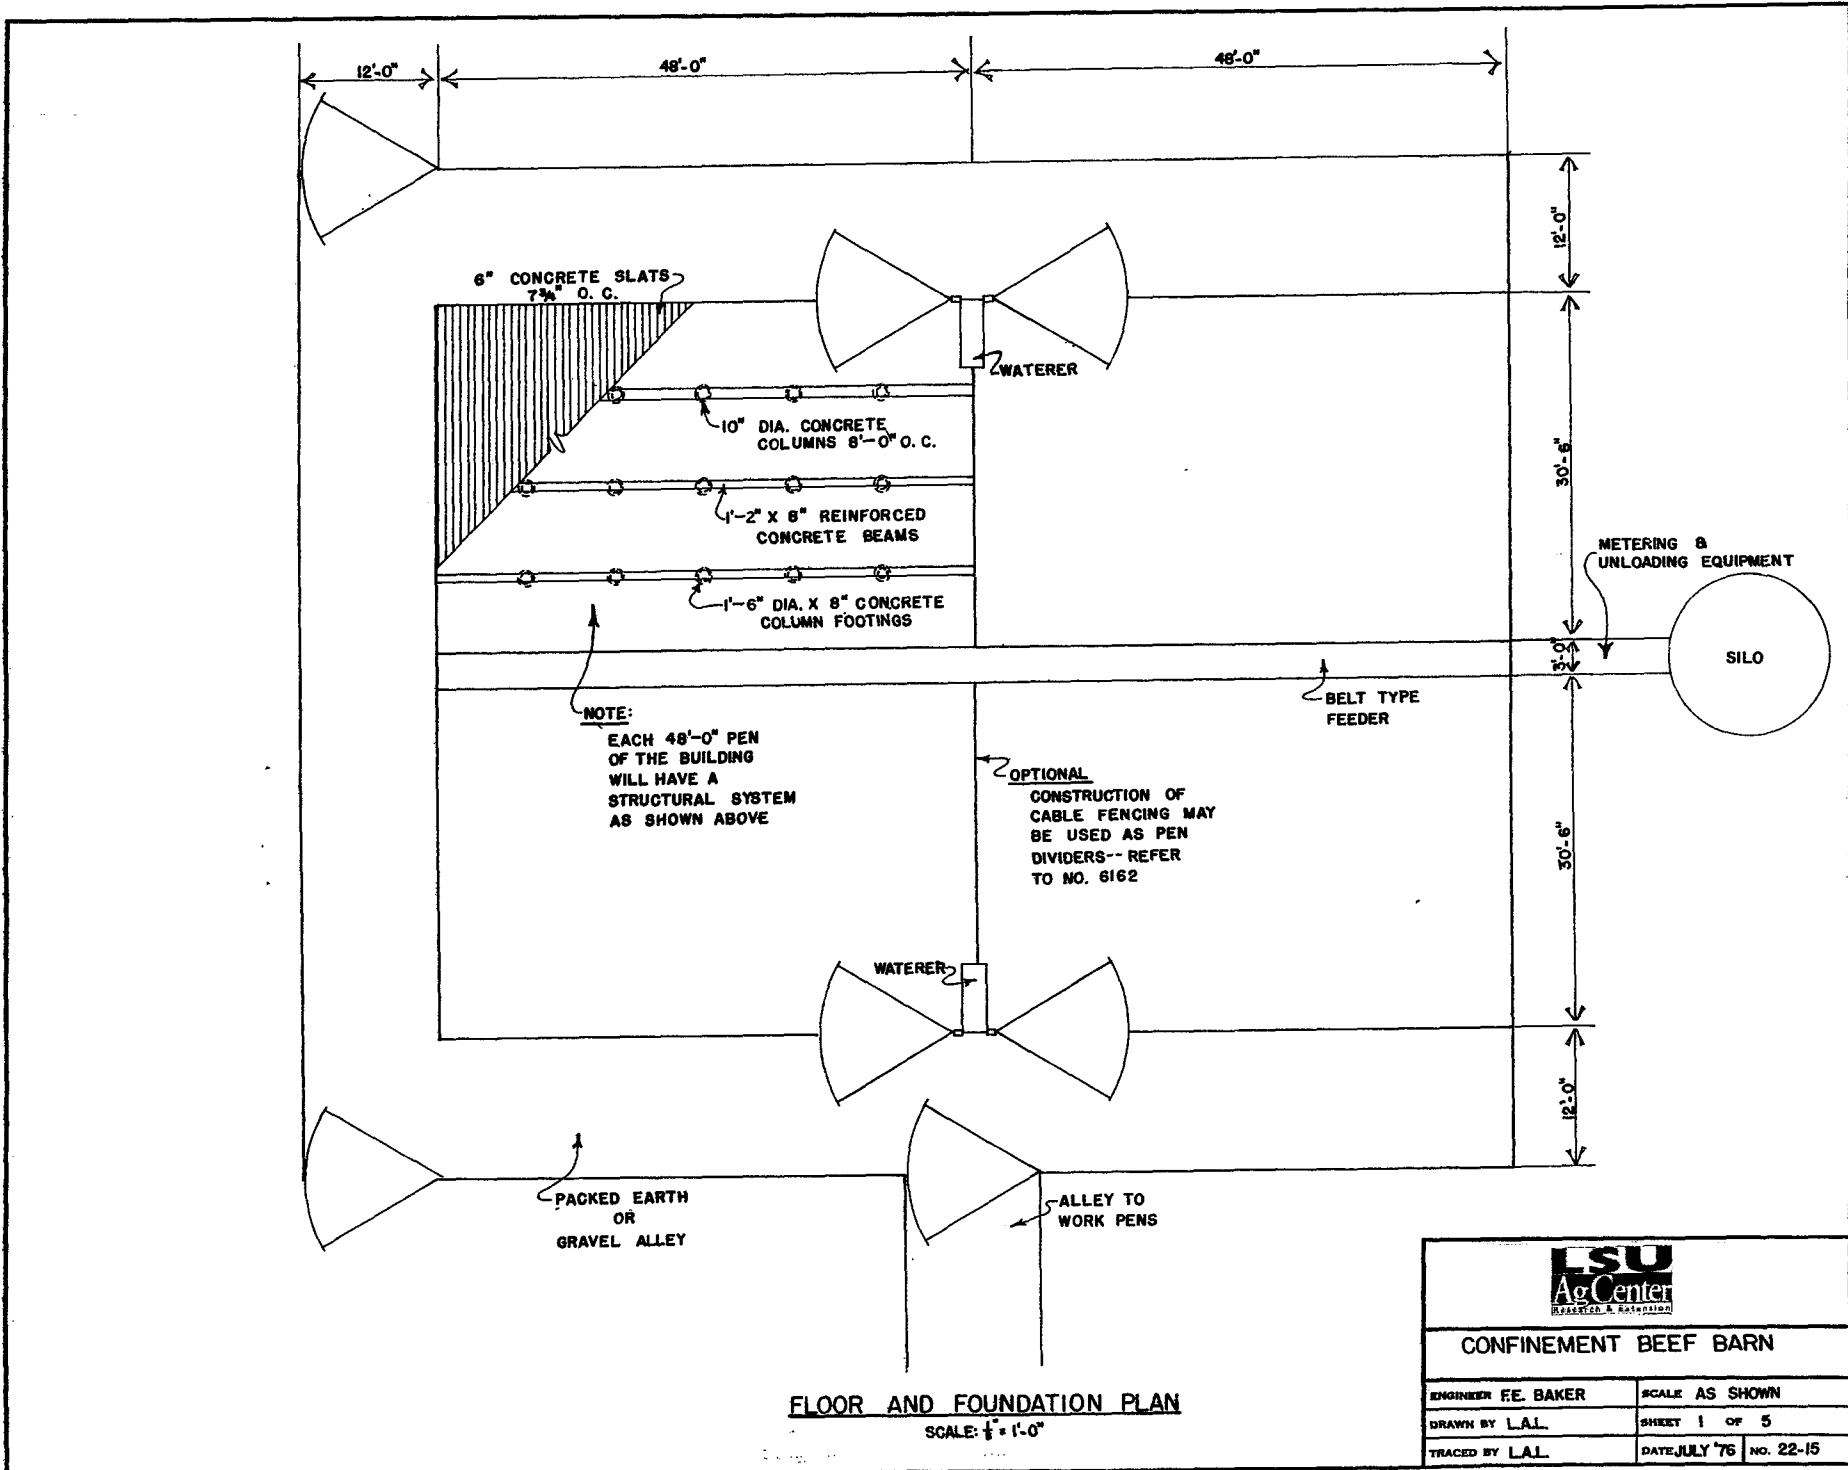 12'-0"
48'-0"
48'-0"
12'-0"
6" CONCRETE SLATS
7¾" O. C.
WATERER
10" DIA. CONCRETE
COLUMNS 8'-0" O. C.
30'-6"
1'-2" X 8" REINFORCED
CONCRETE BEAMS
METERING &
UNLOADING EQUIPMENT
1'-6" DIA. X 8" CONCRETE
COLUMN FOOTINGS
3'-0"
SILO
BELT TYPE
FEEDER
NOTE:
EACH 48'-0" PEN
OF THE BUILDING
WILL HAVE A
STRUCTURAL SYSTEM
AS SHOWN ABOVE
OPTIONAL
CONSTRUCTION OF
CABLE FENCING MAY
BE USED AS PEN
DIVIDERS-- REFER
TO NO. 6162
30'-6"
WATERER
12'-0"
PACKED EARTH
OR
GRAVEL ALLEY
ALLEY TO
WORK PENS
FLOOR AND FOUNDATION PLAN
SCALE: = 1'-0"
LSU
AgCenter
Research & Extension
CONFINEMENT BEEF BARN
ENGINEER F.E. BAKER
SCALE AS SHOWN
DRAWN BY L.A.L.
SHEET 1 OF 5
TRACED BY L.A.L.
DATE JULY '76
NO. 22-15